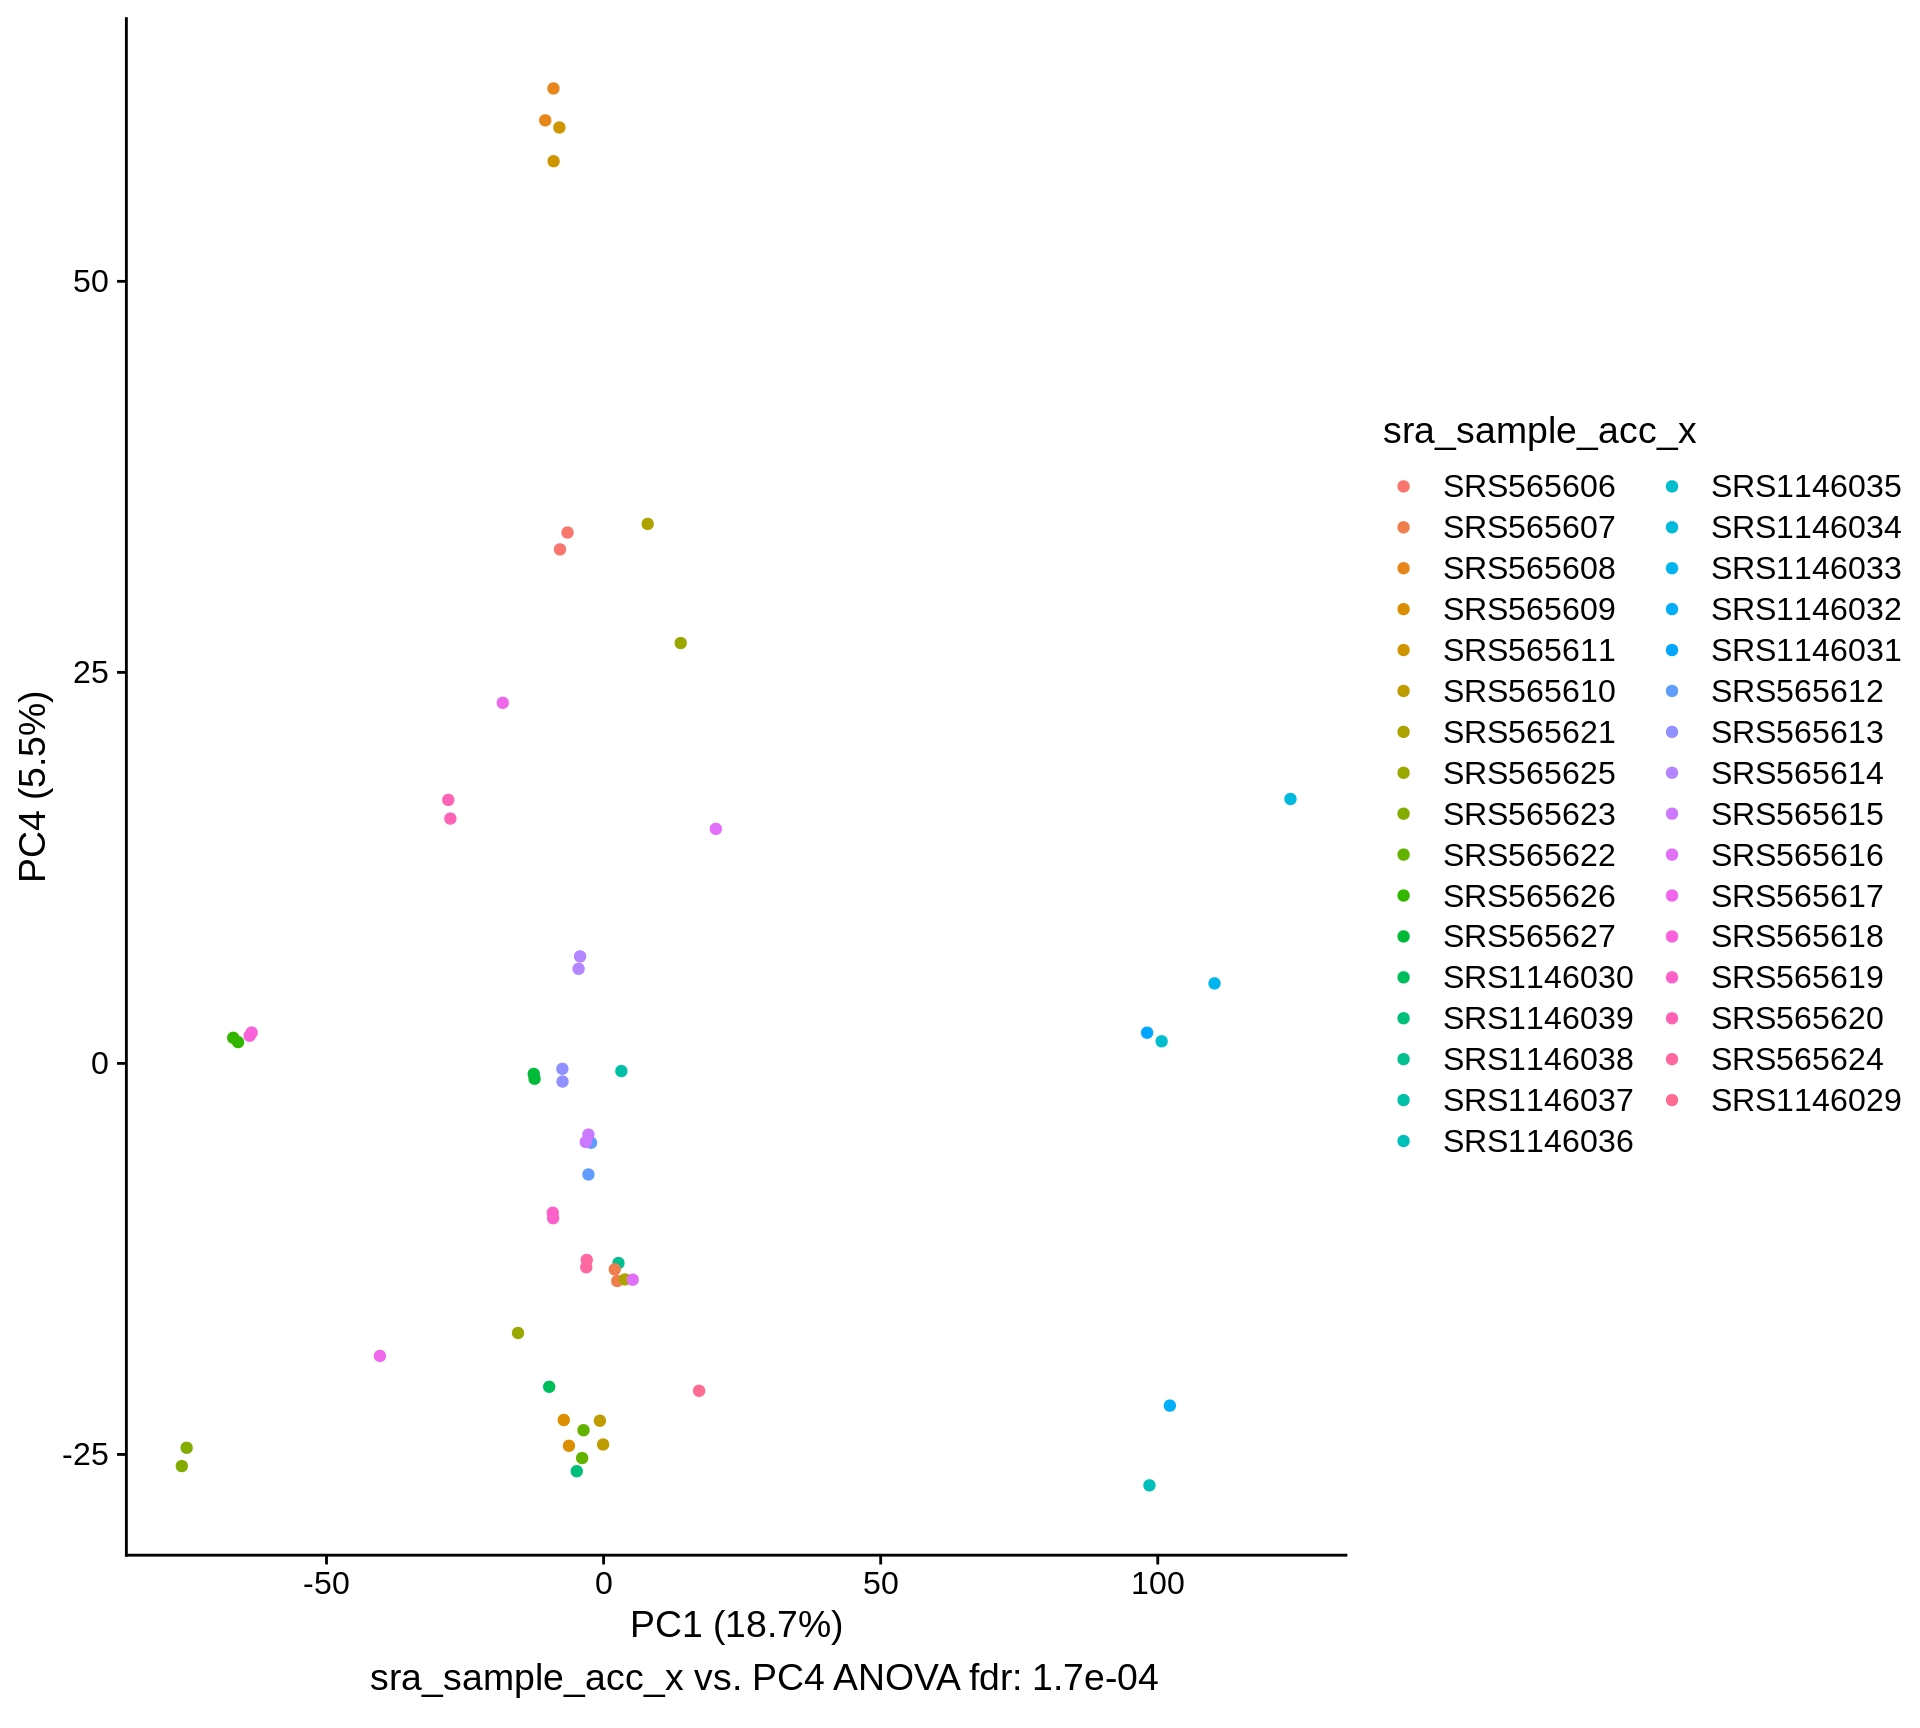 50
25
0
-25
PC4 (5.5%)
-50 0 50 100
PC1 (18.7%)
sra_sample_acc_x vs. PC4 ANOVA fdr: 1.7e-04
sra_sample_acc_x
SRS565606 SRS1146035
SRS565607 SRS1146034
SRS565608 SRS1146033
SRS565609 SRS1146032
SRS565611 SRS1146031
SRS565610 SRS565612
SRS565621 SRS565613
SRS565625 SRS565614
SRS565623 SRS565615
SRS565622 SRS565616
SRS565626 SRS565617
SRS565627 SRS565618
SRS1146030 SRS565619
SRS1146039 SRS565620
SRS1146038 SRS565624
SRS1146037 SRS1146029
SRS1146036